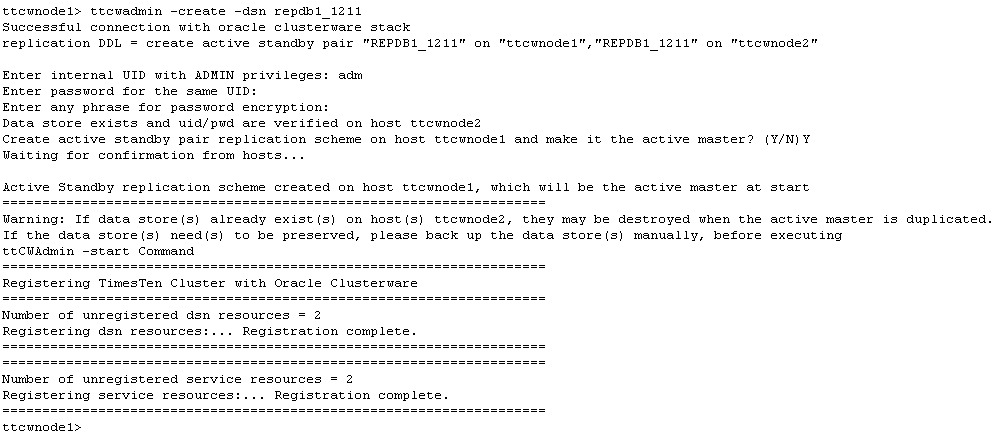 ttcwnode1> ttcwadmin -create -dsn repdb1_1211
Successful connection with oracle clusterware stack
replication DDL = create active standby pair "REPDB1_1211" on "ttcwnode1","REPDB1_1211" on "ttcwnode2"
Enter internal UID with ADMIN privileges: adm
Enter password for the same UID:
Enter any phrase for password encryption:
Data store exists and uid/pwd are verified on host ttcwnode2
Create active standby pair replication scheme on host ttcwnode1 and make it the active master? (Y/N)Y
Waiting for confirmation from hosts...
Active Standby replication scheme created on host ttcwnode1, which will be the active master at start
====================================================================
Warning: If data store(s) already exist(s) on host(s) ttcwnode2, they may be destroyed when the active master is duplicated.
If the data store(s) need(s) to be preserved, please back up the data store(s) manually, before executing
ttCWAdmin -start Command
====================================================================
Registering TimesTen Cluster with Oracle Clusterware
====================================================================
Number of unregistered dsn resources = 2
Registering dsn resources:... Registration complete.
====================================================================
====================================================================
Number of unregistered service resources = 2
Registering service resources:... Registration complete.
====================================================================
ttcwnode1>